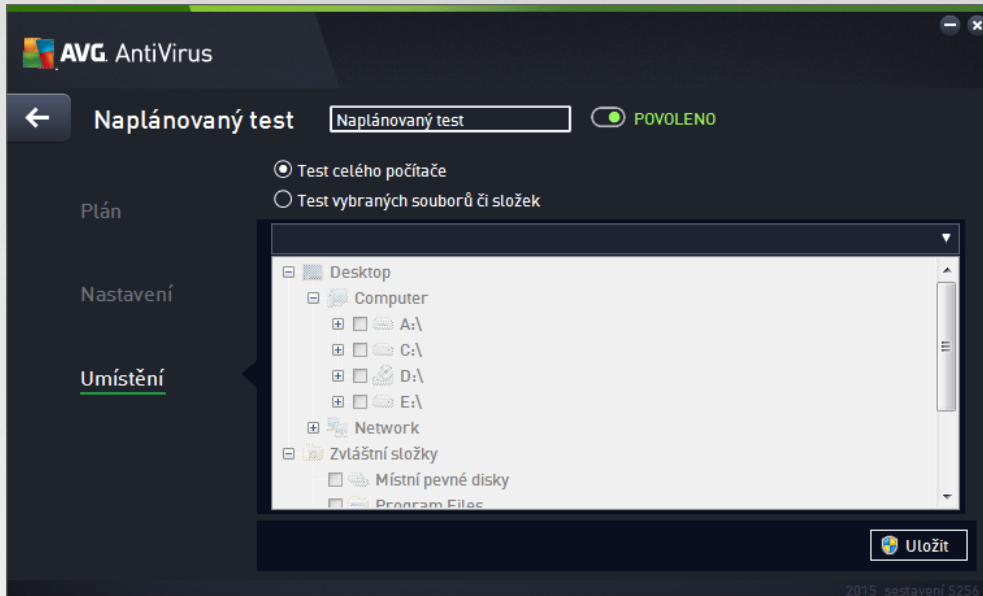 AVG AntiVirus
Naplánovaný test
Naplánovaný test
POVOLENO
Test celého počítače
Test vybraných souborů či složek
Plán
Nastavení
Umístění
Desktop
Computer
A:\
C:\
D:\
E:\
Network
Zvláštní složky
Místní pevné disky
Program Files
Uložit
2015 sestavení 5256